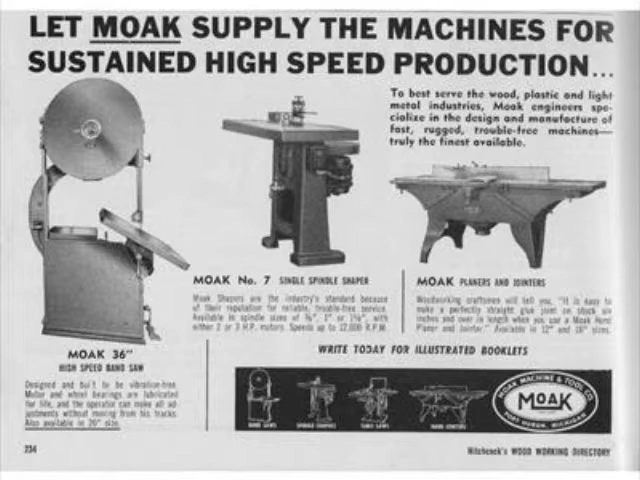 LET MOAK SUPPLY THE MACHINES FOR
SUSTAINED HIGH SPEED PRODUCTION...
To best serve the wood, plastic and light
metal industries, Moak engineers spe-
cialize in the design and manufacture of
fast, rugged, trouble-free machines—
truly the finest available.
MOAK No. 7 SINGLE SPINDLE SHAPER
Moak Shapers are the industry's standard because
of their reputation for reliable, trouble-free service.
Available in spindle sizes of ¾", 1" or 1¼", with
either 2 or 3 H.P. motors. Speeds up to 12,000 R.P.M.
MOAK PLANERS AND JOINTERS
Woodworking craftsmen will tell you, "It is easy to
make a perfectly straight glue joint on stock six
inches and over in length when you use a Moak Hand
Planer and Jointer." Available in 12" and 16" sizes.
MOAK 36"
HIGH SPEED BAND SAW
Designed and built to be vibration-free.
Motor and wheel bearings are lubricated
for life, and the operator can make all ad-
justments without moving from his tracks.
Also available in 20" size.
WRITE TODAY FOR ILLUSTRATED BOOKLETS
BAND SAWS
SPINDLE SHAPERS
TABLE SAWS
HAND JOINTERS
MOAK MACHINE & TOOL CO.
MOAK
PORT HURON, MICHIGAN
234
Hitchcock's WOOD WORKING DIRECTORY